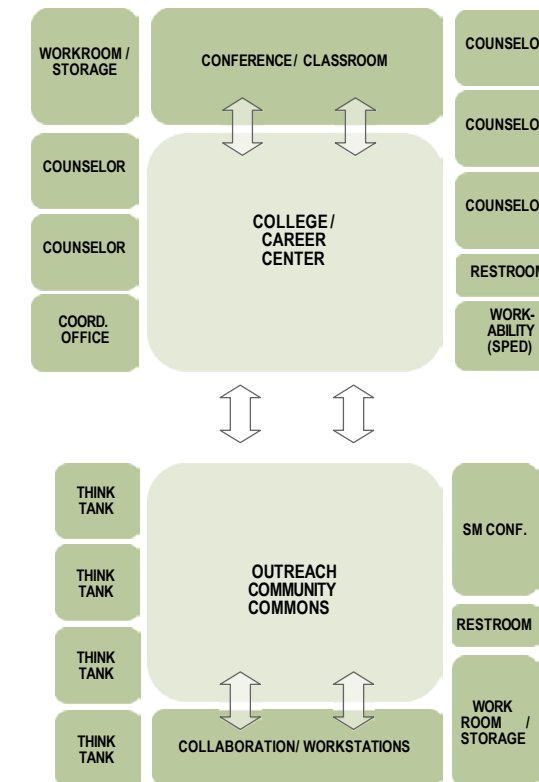 WORKROOM /
STORAGE
CONFERENCE/ CLASSROOM
COUNSELO
COUNSELO
COUNSELOR
COUNSELO
COUNSELOR
COLLEGE/
CAREER
CENTER
RESTROOM
COORD.
OFFICE
WORK-
ABILITY
(SPED)
THINK
TANK
SM CONF.
THINK
TANK
OUTREACH
COMMUNITY
COMMONS
RESTROOM
THINK
TANK
WORK
ROOM /
STORAGE
THINK
TANK
COLLABORATION/ WORKSTATIONS